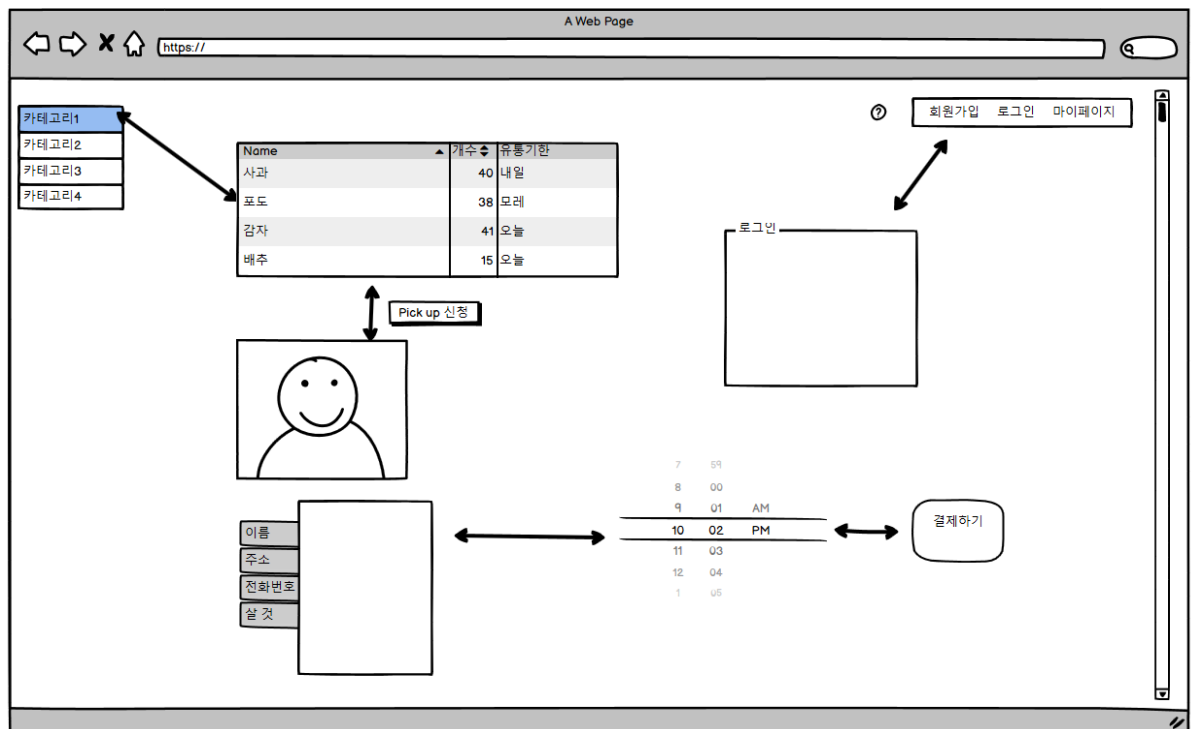 A Web Page
https://
카테고리1
카테고리2
카테고리3
카테고리4
회원가입 로그인 마이페이지
Name 개수 유통기한
사과 40 내일
포도 38 모레
감자 41 오늘
배추 15 오늘
로그인
Pick up 신청
7 59
8 00
9 01 AM
10 02 PM
11 03
12 04
1 05
이름
주소
전화번호
살 것
결제하기